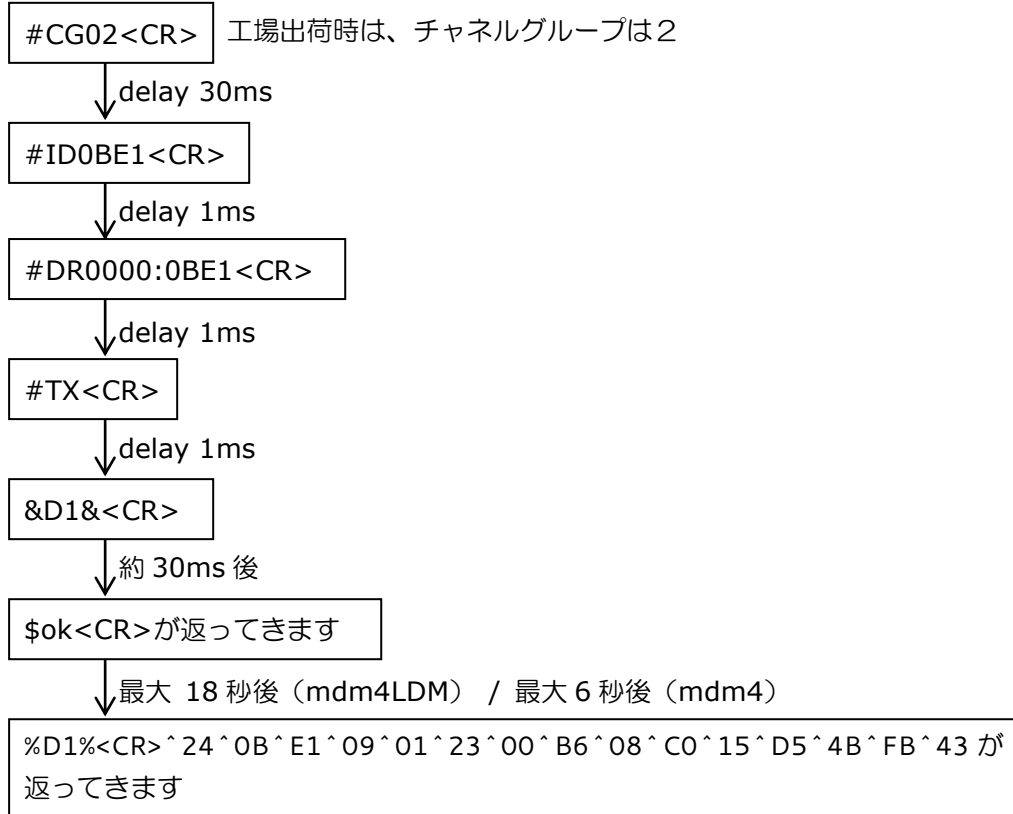 #CG02<CR> 工場出荷時は、チャネルグループは２
delay 30ms
#ID0BE1<CR>
delay 1ms
#DR0000:0BE1<CR>
delay 1ms
#TX<CR>
delay 1ms
&D1&<CR>
約 30ms 後
$ok<CR>が返ってきます
最大 18 秒後（mdm4LDM） / 最大 6 秒後（mdm4）
%D1%<CR>^24^0B^E1^09^01^23^00^B6^08^C0^15^D5^4B^FB^43 が
返ってきます